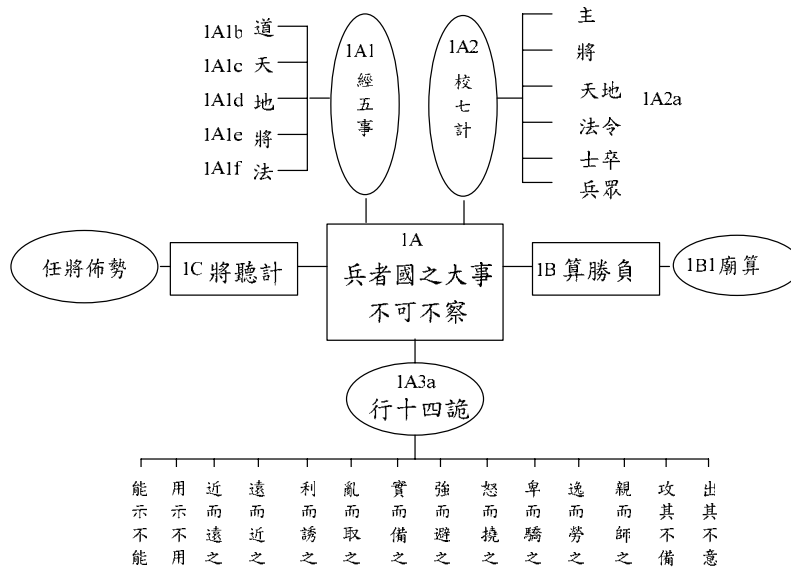 1A1b 道
1A1c 天
1A1d 地
1A1e 將
1A1f 法
1A1
經五事
1A2
校七計
主
將
天地
法令
士卒
兵眾
1A2a
任將佈勢
1C 將聽計
1A
兵者國之大事
不可不察
1B 算勝負
1B1廟算
1A3a
行十四詭
能示不能
用示不用
近而遠之
遠而近之
利而誘之
亂而取之
實而備之
強而避之
怒而撓之
卑而驕之
逸而勞之
親而師之
攻其不備
出其不意